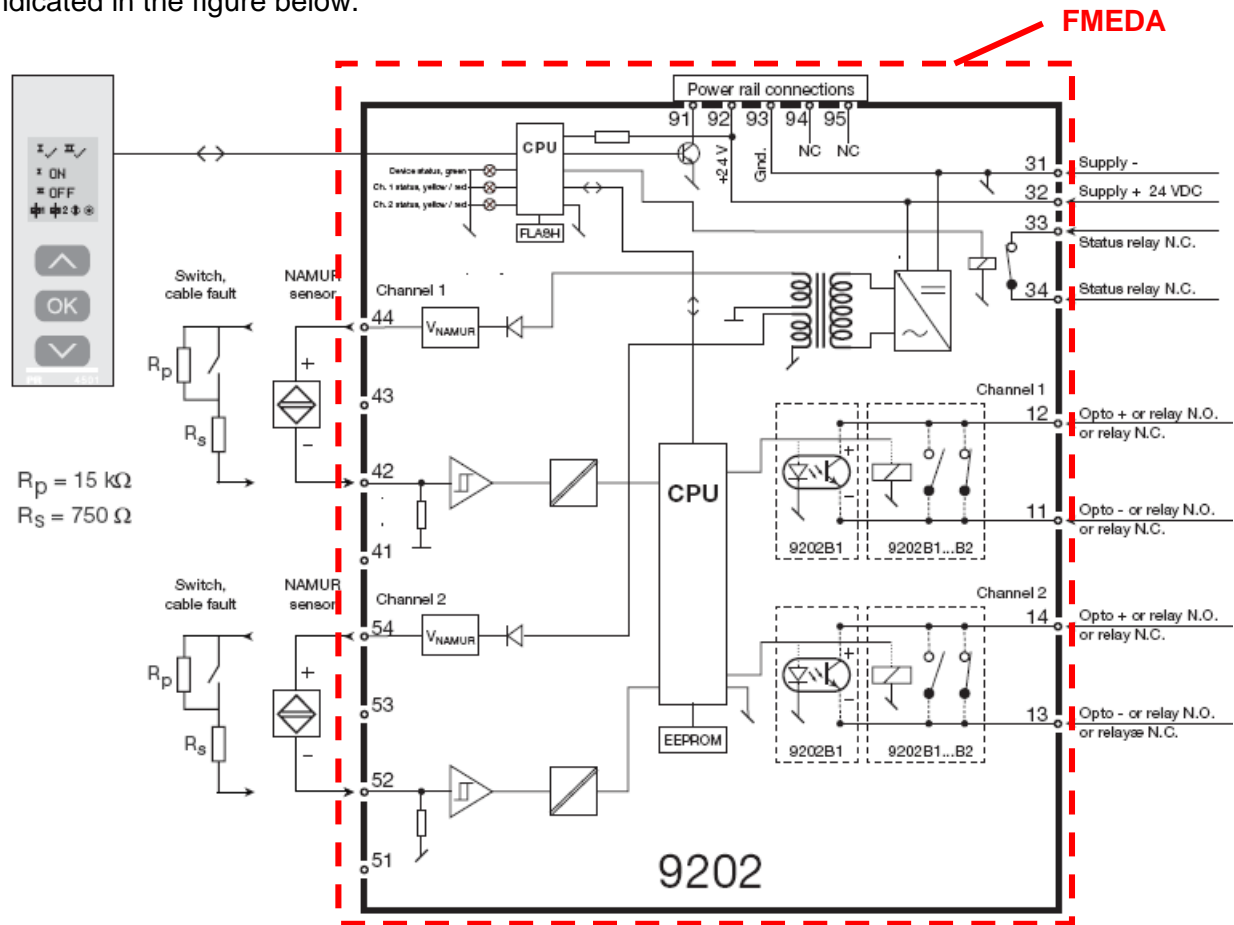 ndicated in the figure below.
FMEDA
Power rail connections
91 92 93 94 95
+24 V
Gnd.
NC NC
CPU
Device status, green
Ch. 1 status, yellow / red
Ch. 2 status, yellow / red
FLASH
I ON
II OFF
OK
PR 4501
31 Supply -
32 Supply + 24 VDC
33
Status relay N.C.
34 Status relay N.C.
Switch,
cable fault
NAMUR
sensor
Channel 1
44
VNAMUR
Rp
+
43
Rs
-
42
41
Rp = 15 kΩ
RS = 750 Ω
CPU
EEPROM
Channel 1
12 Opto + or relay N.O.
or relay N.C.
+
-
11 Opto - or relay N.O.
or relay N.C.
9202B1
9202B1...B2
Switch,
cable fault
NAMUR
sensor
Channel 2
54
VNAMUR
Rp
+
53
Rs
-
52
51
Channel 2
14 Opto + or relay N.O.
or relay N.C.
+
-
13 Opto - or relay N.O.
or relayæ N.C.
9202B1
9202B1...B2
9202